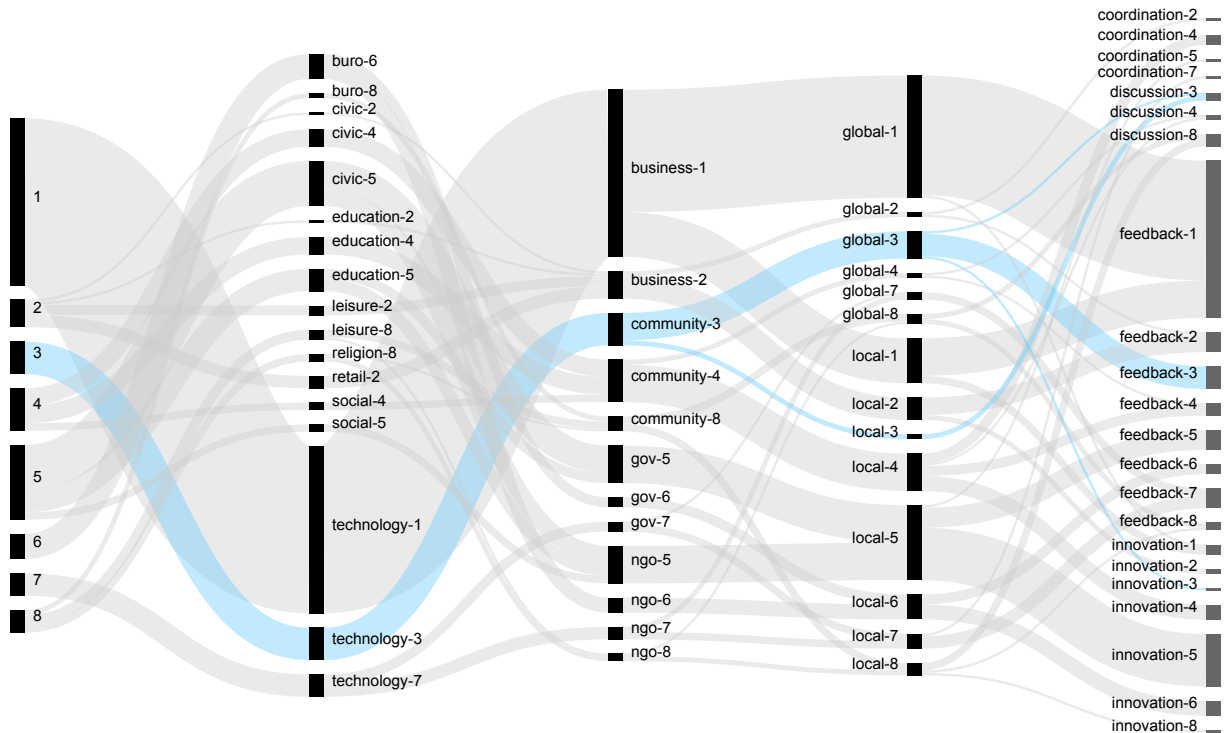 1
2
3
4
5
6
7
8
buro-6
buro-8
civic-2
civic-4
civic-5
education-2
education-4
education-5
leisure-2
leisure-8
religion-8
retail-2
social-4
social-5
technology-1
technology-3
technology-7
business-1
business-2
community-3
community-4
community-8
gov-5
gov-6
gov-7
ngo-5
ngo-6
ngo-7
ngo-8
global-1
global-2
global-3
global-4
global-7
global-8
local-1
local-2
local-3
local-4
local-5
local-6
local-7
local-8
coordination-2
coordination-4
coordination-5
coordination-7
discussion-3
discussion-4
discussion-8
feedback-1
feedback-2
feedback-3
feedback-4
feedback-5
feedback-6
feedback-7
feedback-8
innovation-1
innovation-2
innovation-3
innovation-4
innovation-5
innovation-6
innovation-8